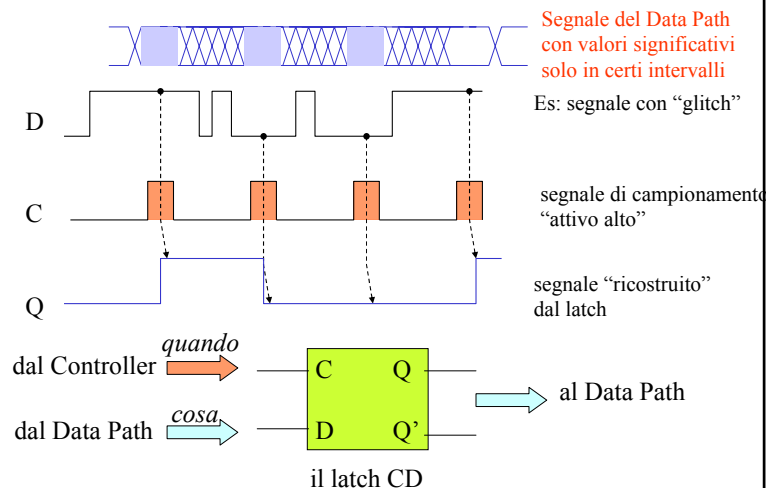 Segnale del Data Path
con valori significativi
solo in certi intervalli
Es: segnale con “glitch”
D
segnale di campionamento
“attivo alto”
C
segnale “ricostruito”
dal latch
Q
quando
dal Controller
C Q
al Data Path
cosa
dal Data Path
D Q’
il latch CD